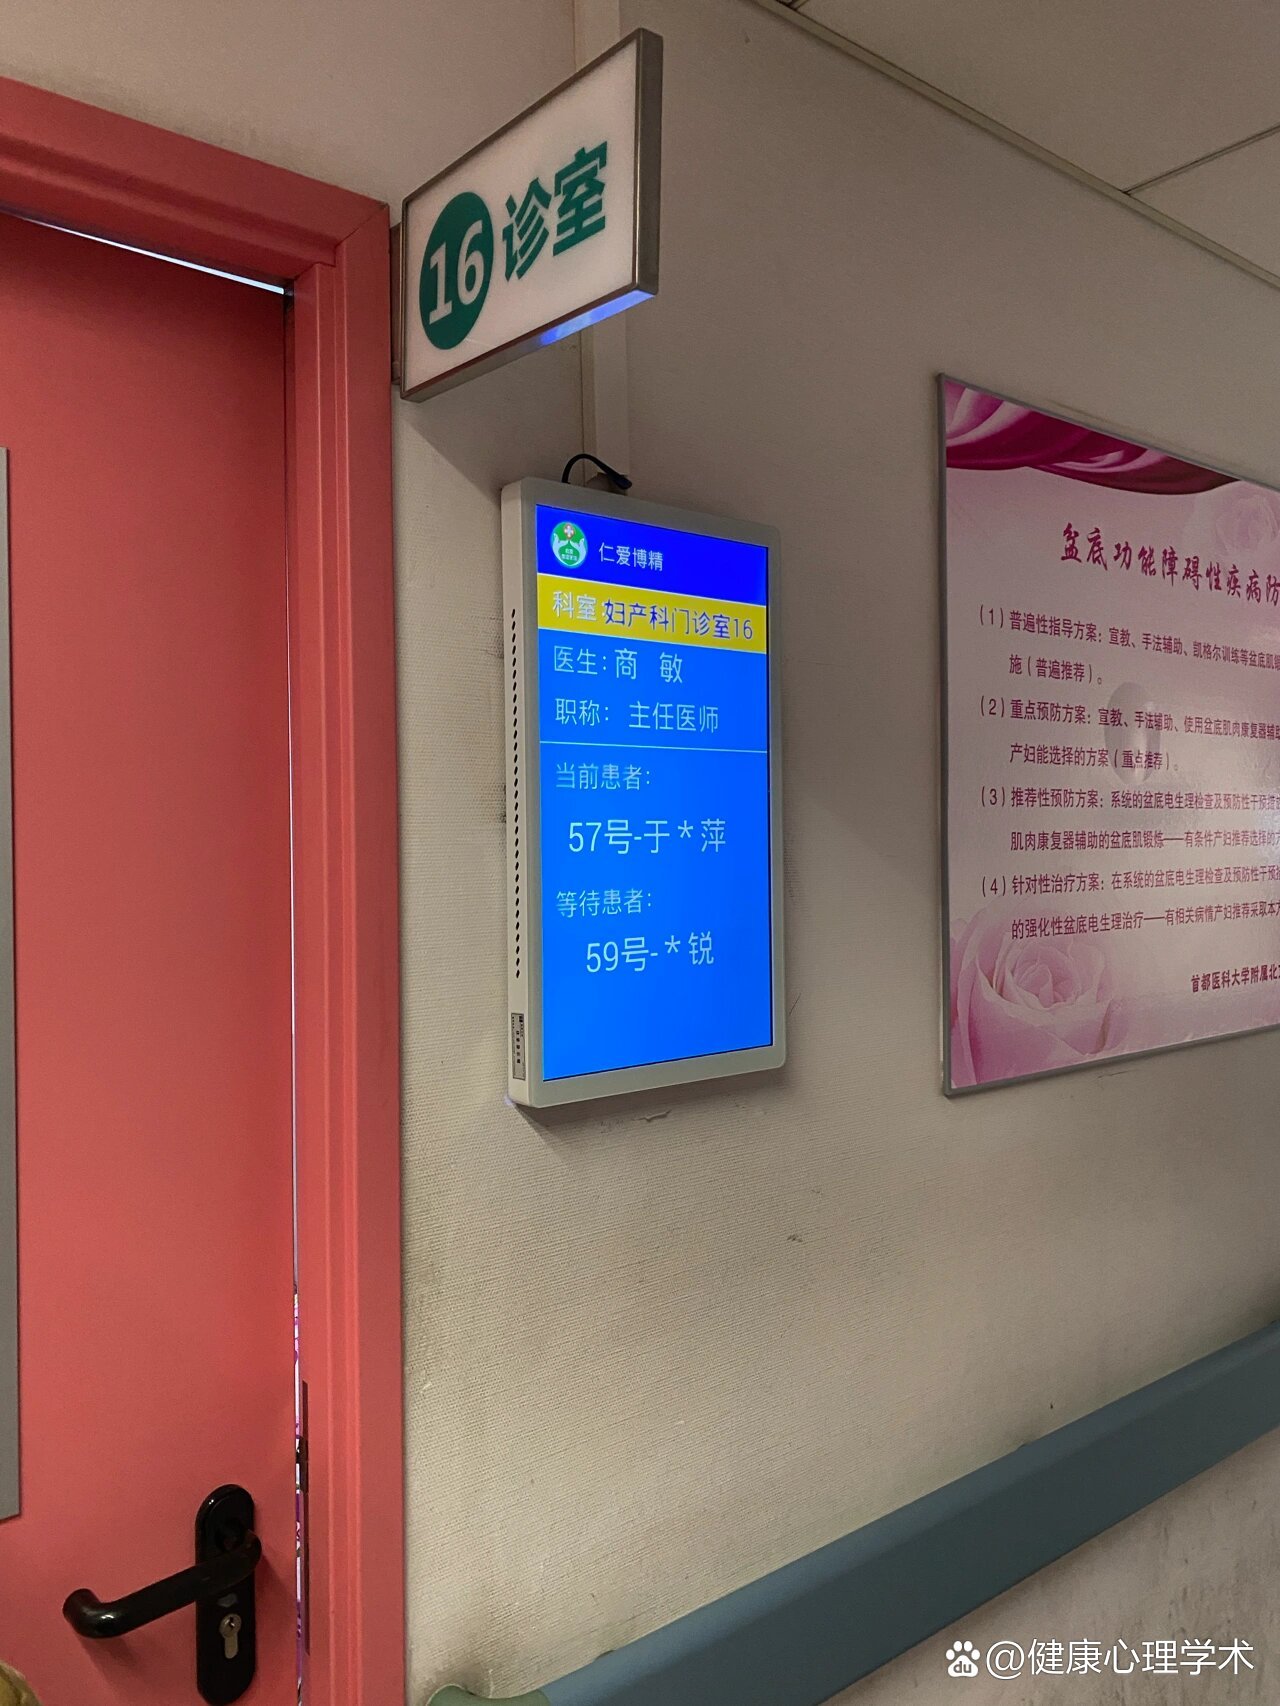 16 诊室
仁爱博精
科室 妇产科门诊室16
医生: 商 敏
职称: 主任医师
当前患者:
57号-于*萍
等待患者:
59号-*锐
盆底功能障碍性疾病防
(1)普遍性指导方案:宣教、手法辅助、凯格尔训练等盆底肌
施(普遍推荐)。
(2)重点预防方案:宣教、手法辅助、使用盆底肌肉康复器辅助
产妇能选择的方案(重点推荐)。
(3)推荐性预防方案:系统的盆底电生理检查及预防性干预
肌肉康复器辅助的盆底肌锻炼——有条件产妇推荐选择的
(4)针对性治疗方案:在系统的盆底电生理检查及预防性干预
的强化性盆底电生理治疗——有相关病情产妇推荐采取本
首都医科大学附属北
du @健康心理学术